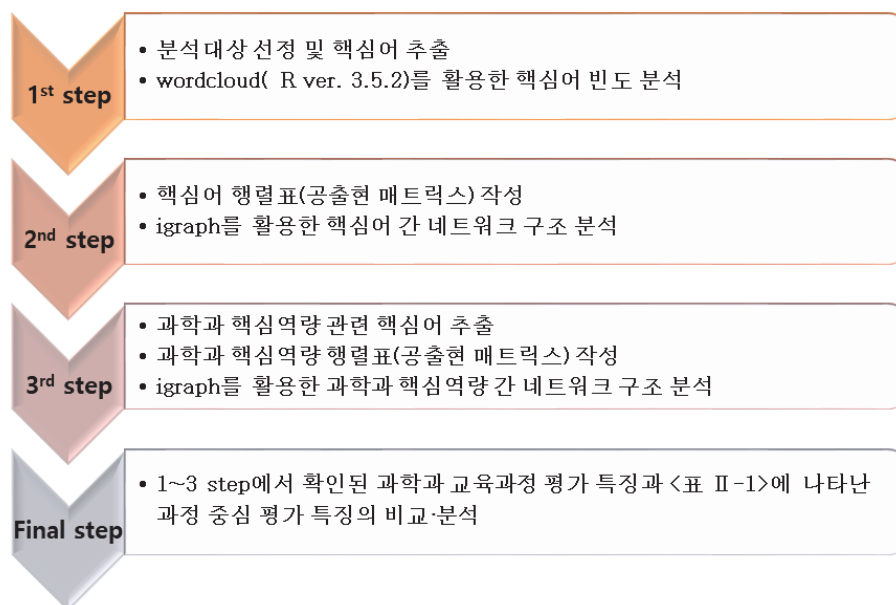 1st step
• 분석대상 선정 및 핵심어 추출
• wordcloud( R ver. 3.5.2)를 활용한 핵심어 빈도 분석
2nd step
• 핵심어 행렬표(공출현 매트릭스) 작성
• igraph를 활용한 핵심어 간 네트워크 구조 분석
3rd step
• 과학과 핵심역량 관련 핵심어 추출
• 과학과 핵심역량 행렬표(공출현 매트릭스) 작성
• igraph를 활용한 과학과 핵심역량 간 네트워크 구조 분석
Final step
• 1~3 step에서 확인된 과학과 교육과정 평가 특징과 <표 Ⅱ-1>에 나타난
과정 중심 평가 특징의 비교·분석